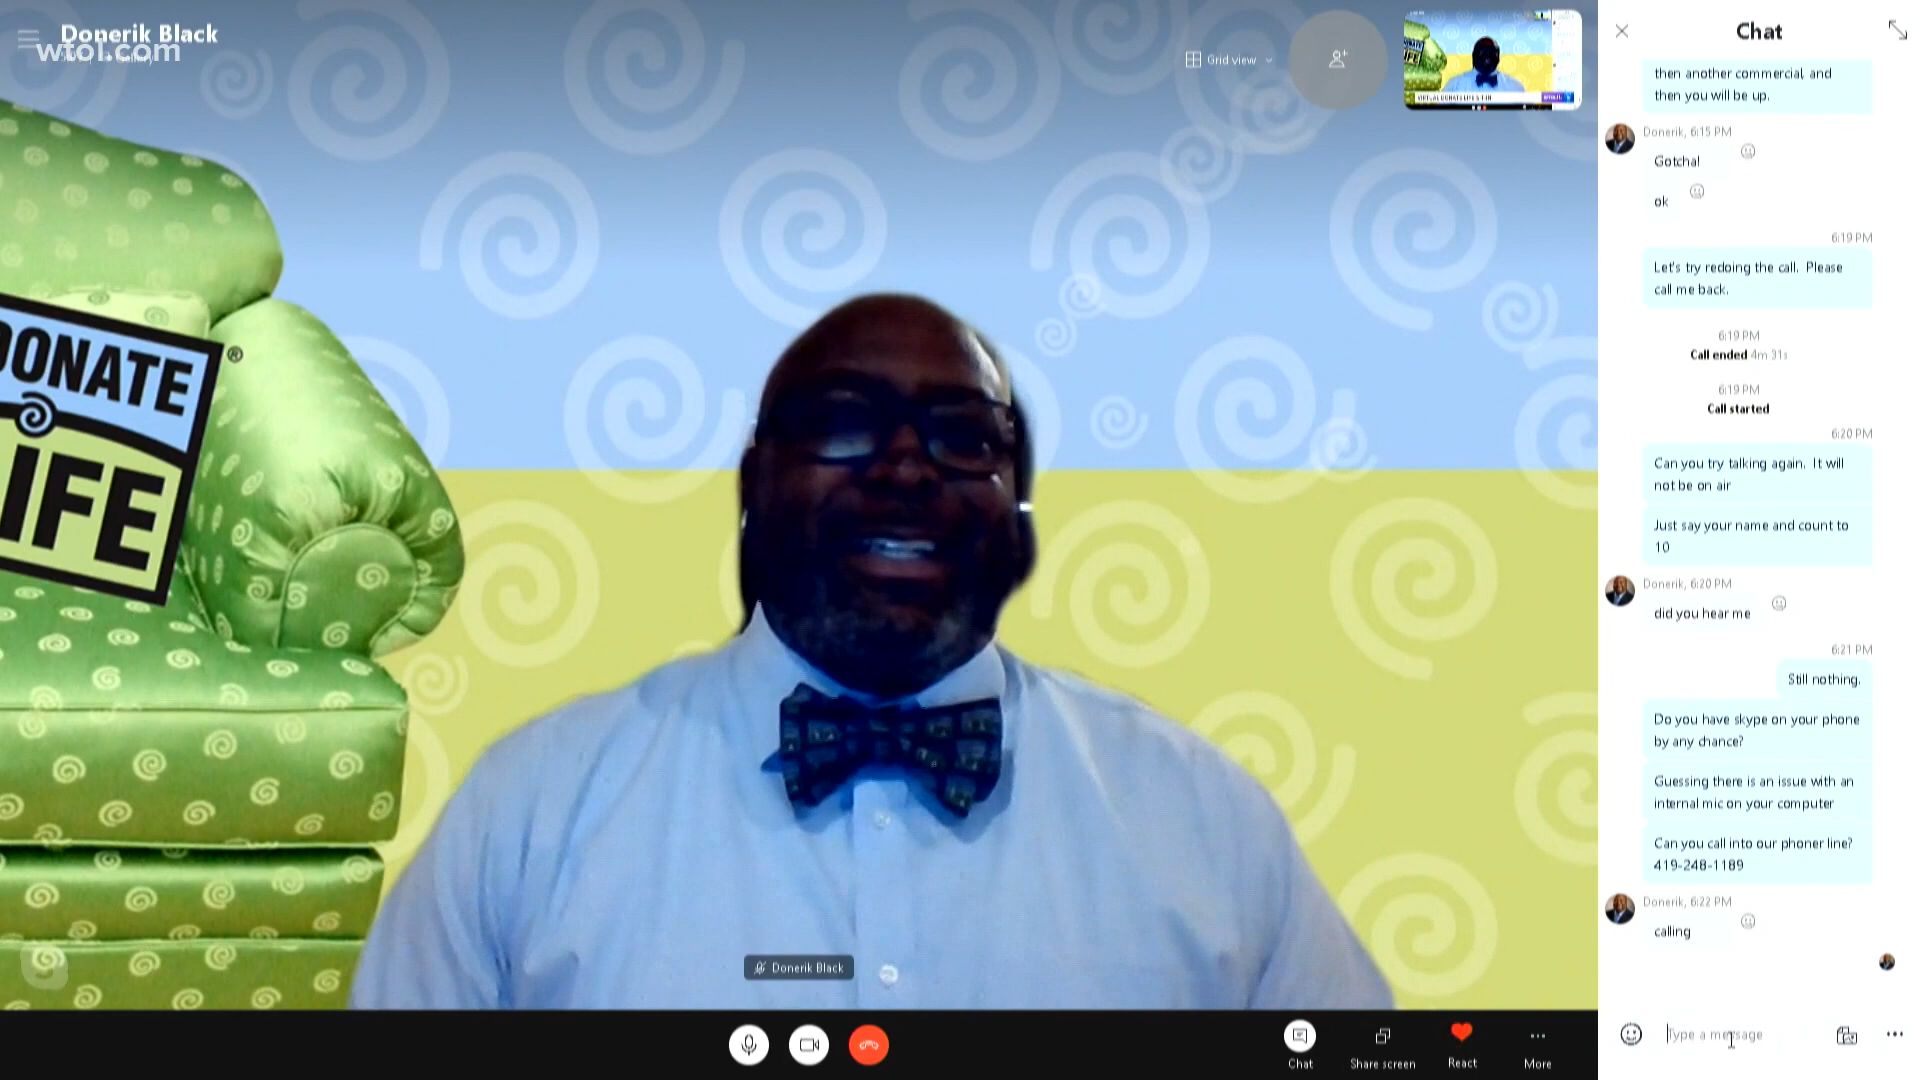 Donerik Black
wtol.com
Gallery
Grid view
DONATE
LIFE
®
Donerik Black
Chat
Share screen
React
More
Chat
then another commercial, and
then you will be up.
Donerik, 6:15 PM
Gotcha!
ok
6:19 PM
Let's try redoing the call. Please
call me back.
6:19 PM
Call ended 4m 31s
6:19 PM
Call started
6:20 PM
Can you try talking again. It will
not be on air
Just say your name and count to
10
Donerik, 6:20 PM
did you hear me
6:21 PM
Still nothing.
Do you have skype on your phone
by any chance?
Guessing there is an issue with an
internal mic on your computer
Can you call into our phoner line?
419-248-1189
Donerik, 6:22 PM
calling
Type a message